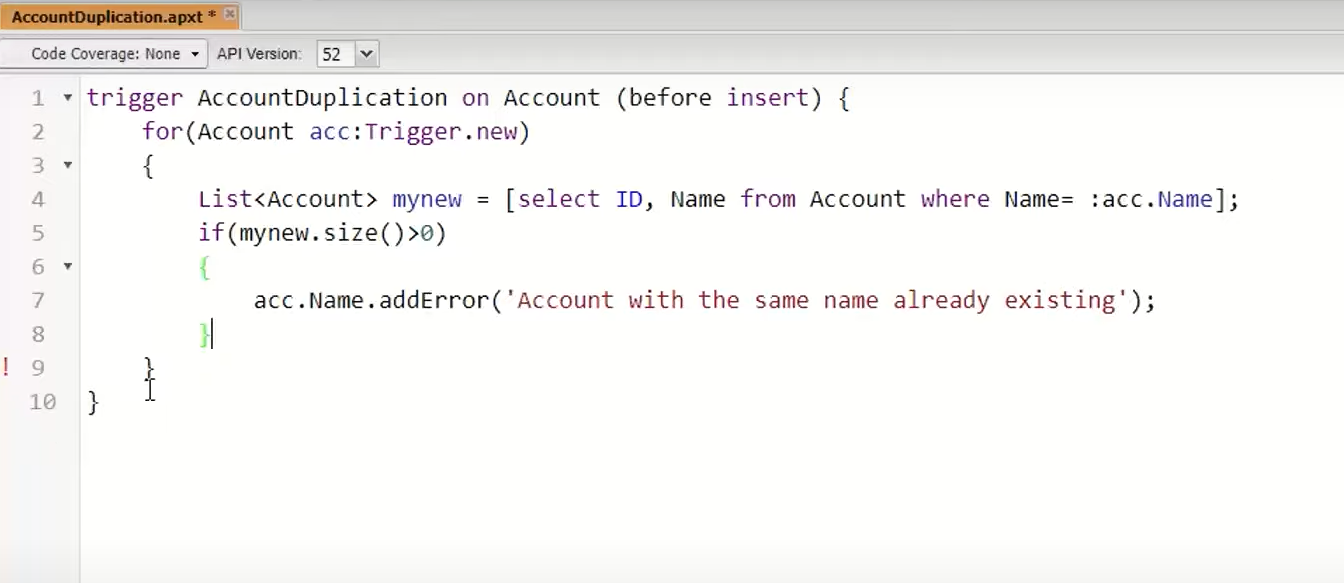 AccountDuplication.apxt *
Code Coverage: None API Version: 52
1 trigger AccountDuplication on Account (before insert) {
2 for(Account acc:Trigger.new)
3 {
4 List<Account> mynew = [select ID, Name from Account where Name= :acc.Name];
5 if(mynew.size()>0)
6 {
7 acc.Name.addError('Account with the same name already existing');
8 }
! 9 }
10 }